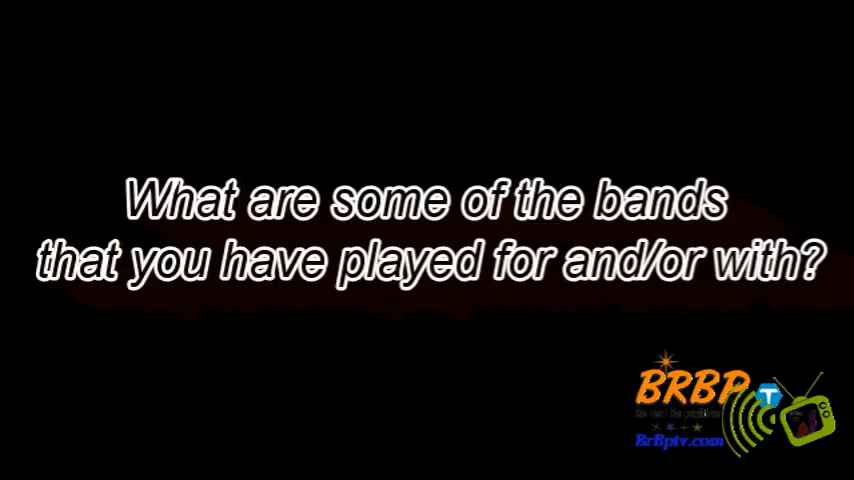 What are some of the bands
that you have played for and/or with?
BRBP
T
BrBptv.com